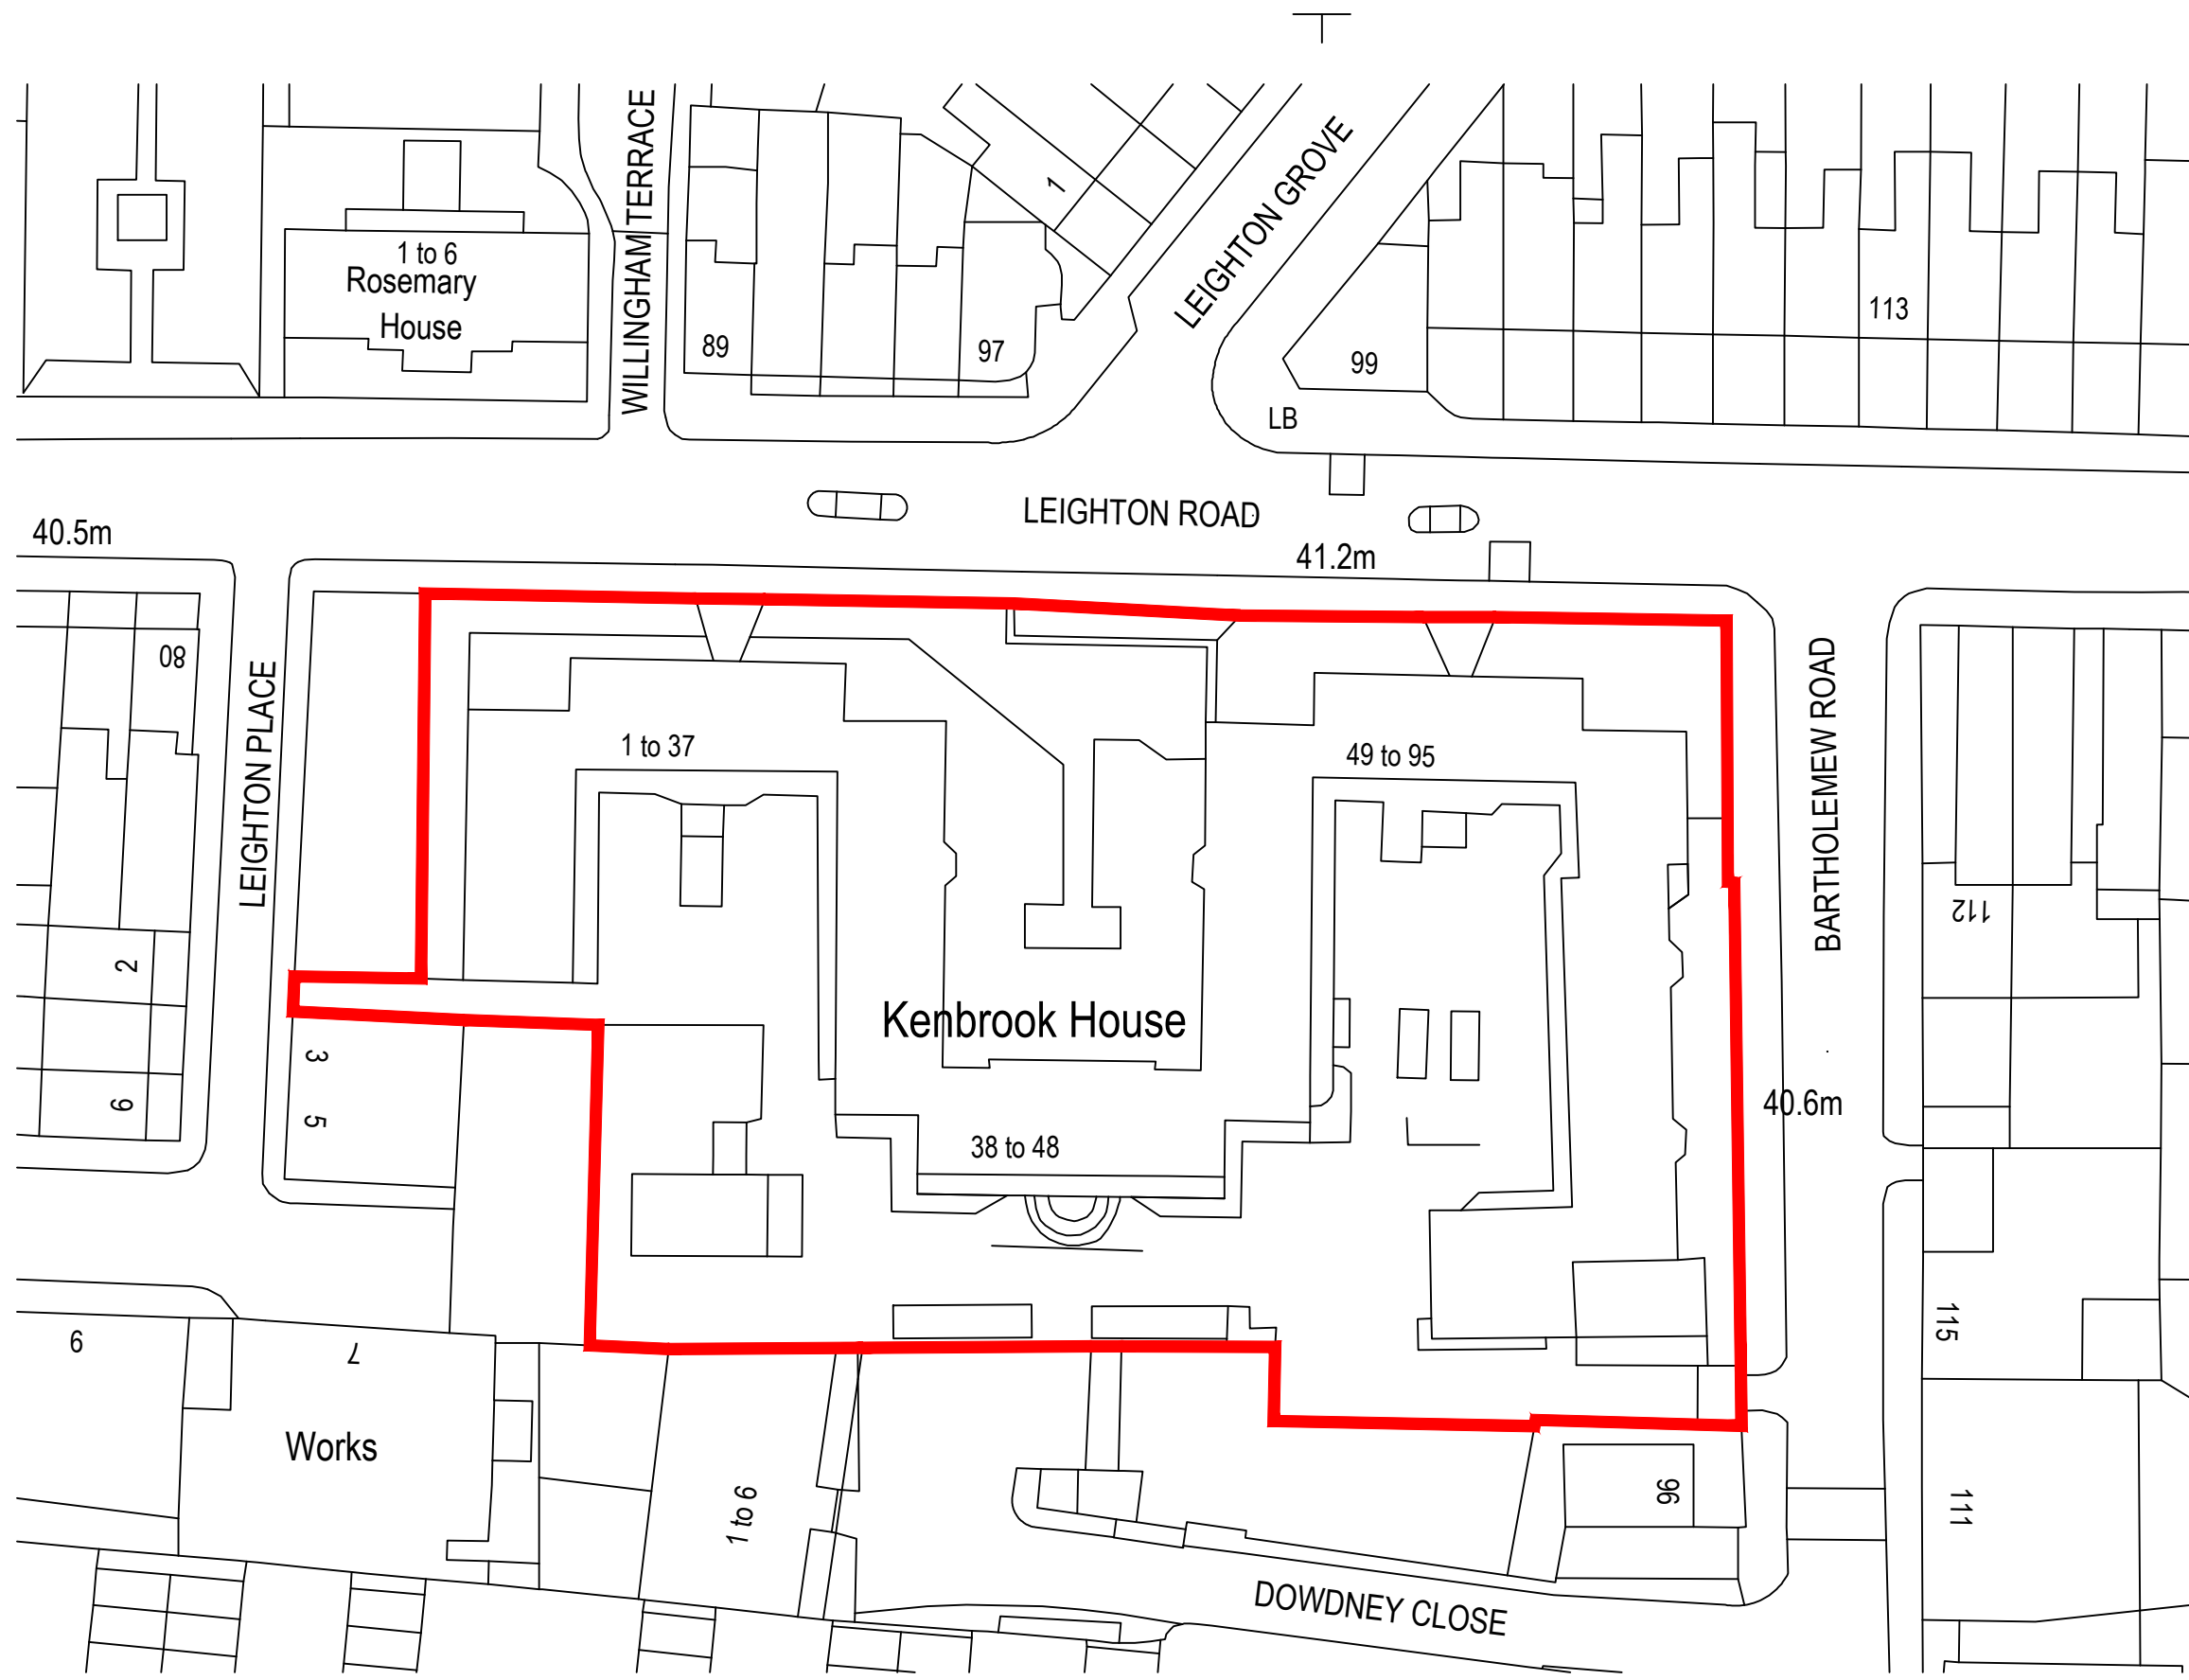 WILLINGHAM TERRACE
LEIGHTON GROVE
1
1 to 6
Rosemary
House
89
97
99
113
LB
LEIGHTON ROAD
40.5m
41.2m
80
LEIGHTON PLACE
1 to 37
49 to 95
BARTHOLEMEW ROAD
112
2
Kenbrook House
3
6
5
40.6m
38 to 48
9
7
115
Works
1 to 6
96
111
DOWDNEY CLOSE